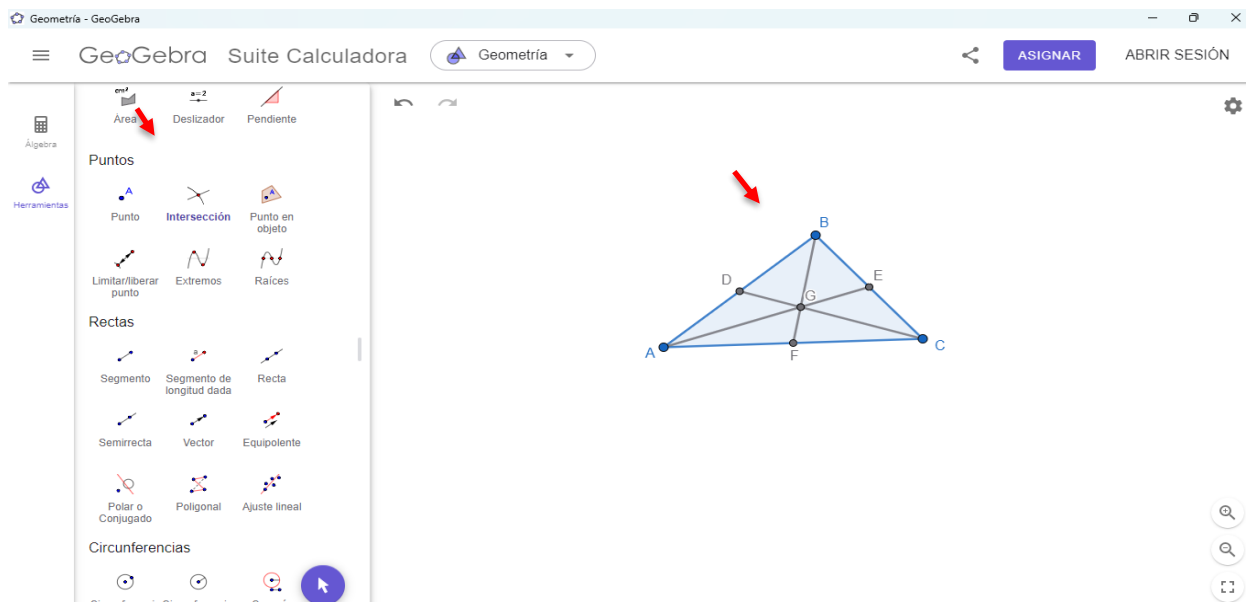 Geometría - GeoGebra
GeoGebra Suite Calculadora Geometría ASIGNAR ABRIR SESIÓN
Álgebra
Herramientas
cm²
Área
a=2
Deslizador
Pendiente
Puntos
A
Punto
Intersección
A
Punto en
objeto
Limitar/liberar
punto
Extremos
Raíces
Rectas
Segmento
a
Segmento de
longitud dada
Recta
Semirrecta
Vector
Equipolente
Polar o
Conjugado
Poligonal
Ajuste lineal
Circunferencias
B
D
E
G
A
F
C